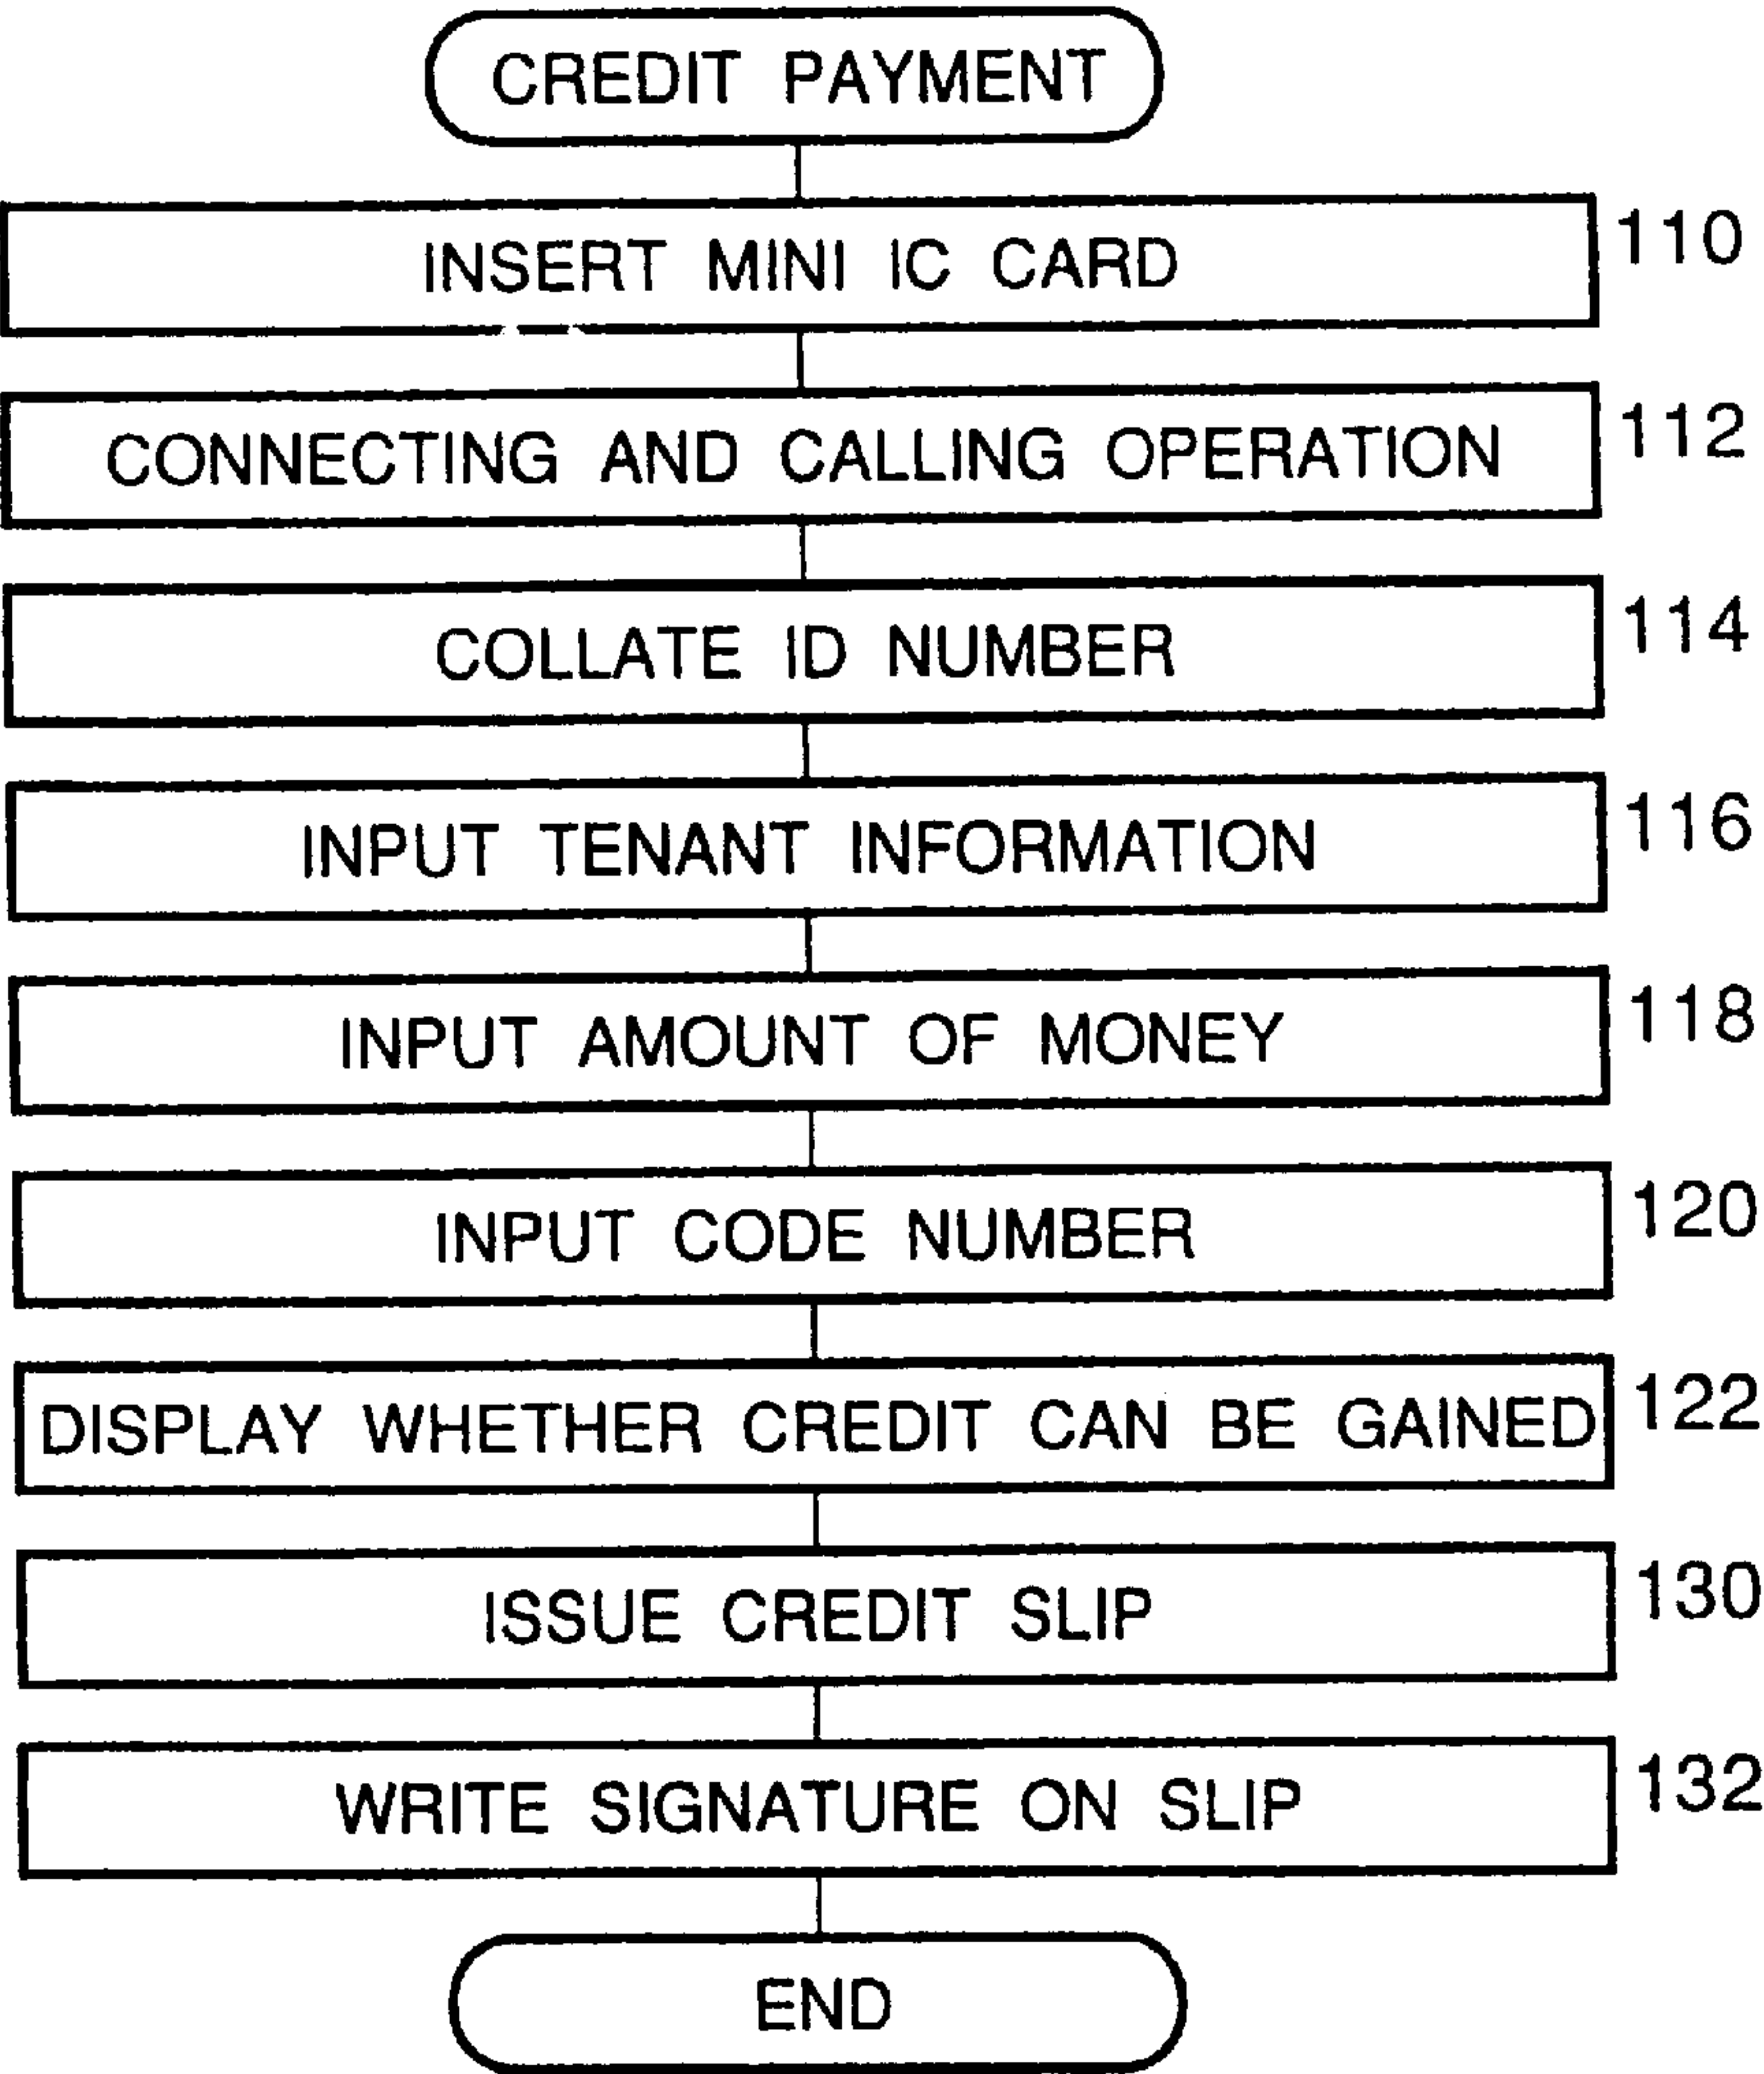 CREDIT PAYMENT
INSERT MINI IC CARD 110
CONNECTING AND CALLING OPERATION 112
COLLATE ID NUMBER 114
INPUT TENANT INFORMATION 116
INPUT AMOUNT OF MONEY 118
INPUT CODE NUMBER 120
DISPLAY WHETHER CREDIT CAN BE GAINED 122
ISSUE CREDIT SLIP 130
WRITE SIGNATURE ON SLIP 132
END